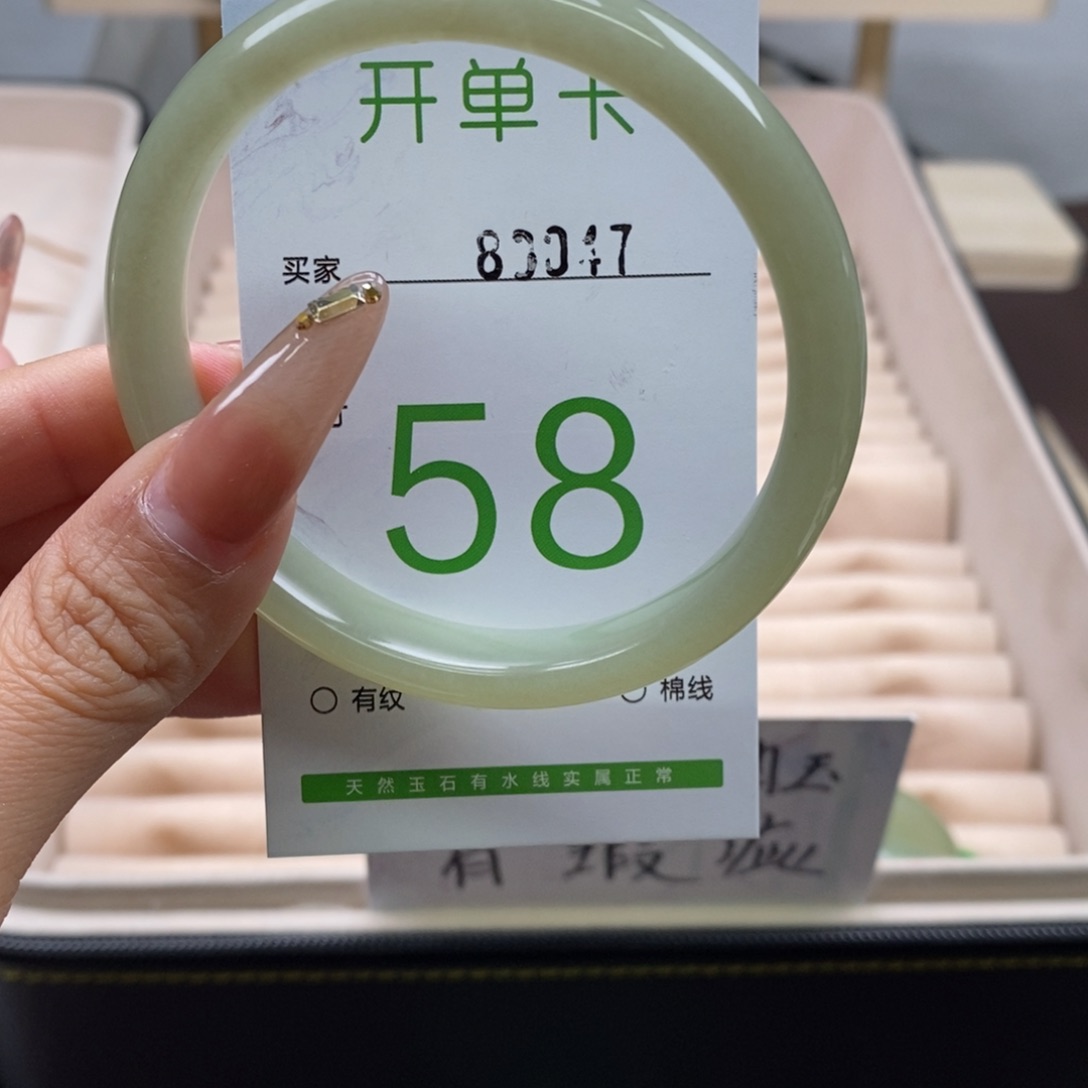 开单卡
买家 80047
58
○ 有纹 ○ 棉线
天然玉石有水线实属正常
有 瑕疵